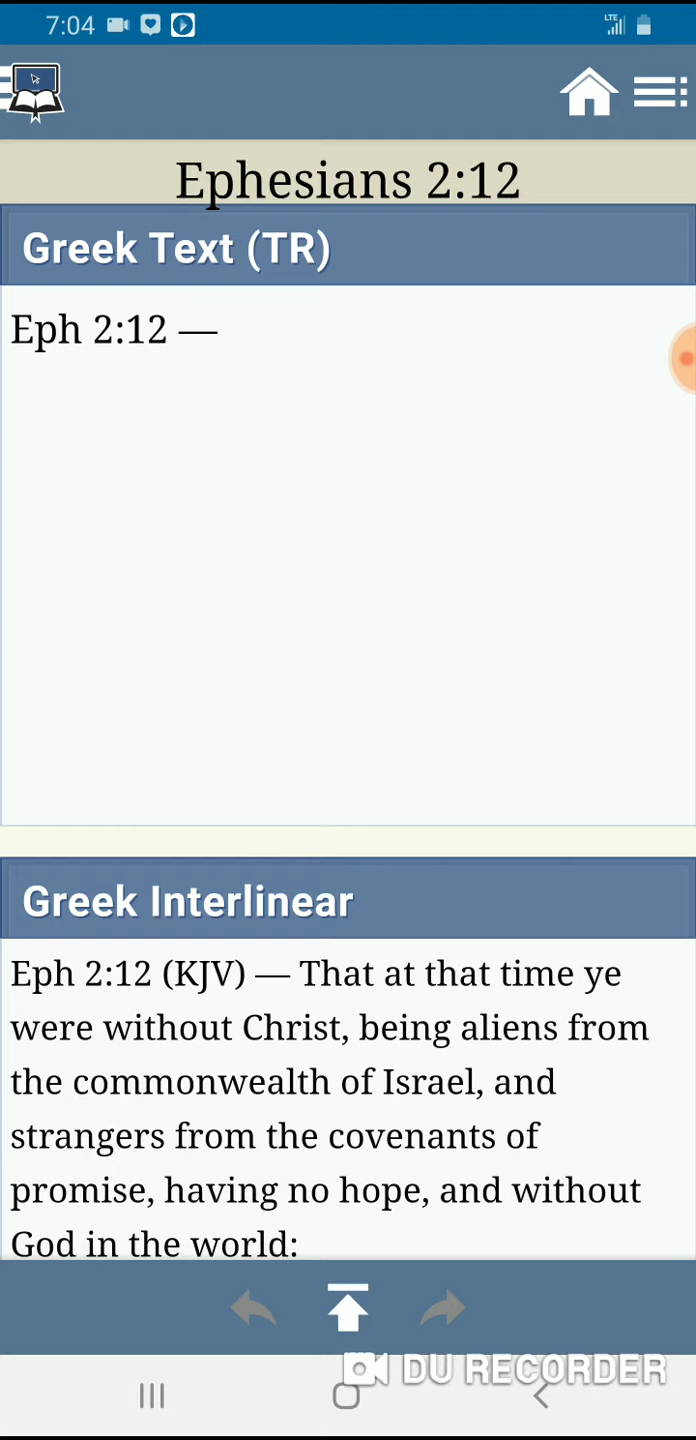 7:04
LTE
Ephesians 2:12
Greek Text (TR)
Eph 2:12 —
Greek Interlinear
Eph 2:12 (KJV) — That at that time ye
were without Christ, being aliens from
the commonwealth of Israel, and
strangers from the covenants of
promise, having no hope, and without
God in the world:
DU RECORDER